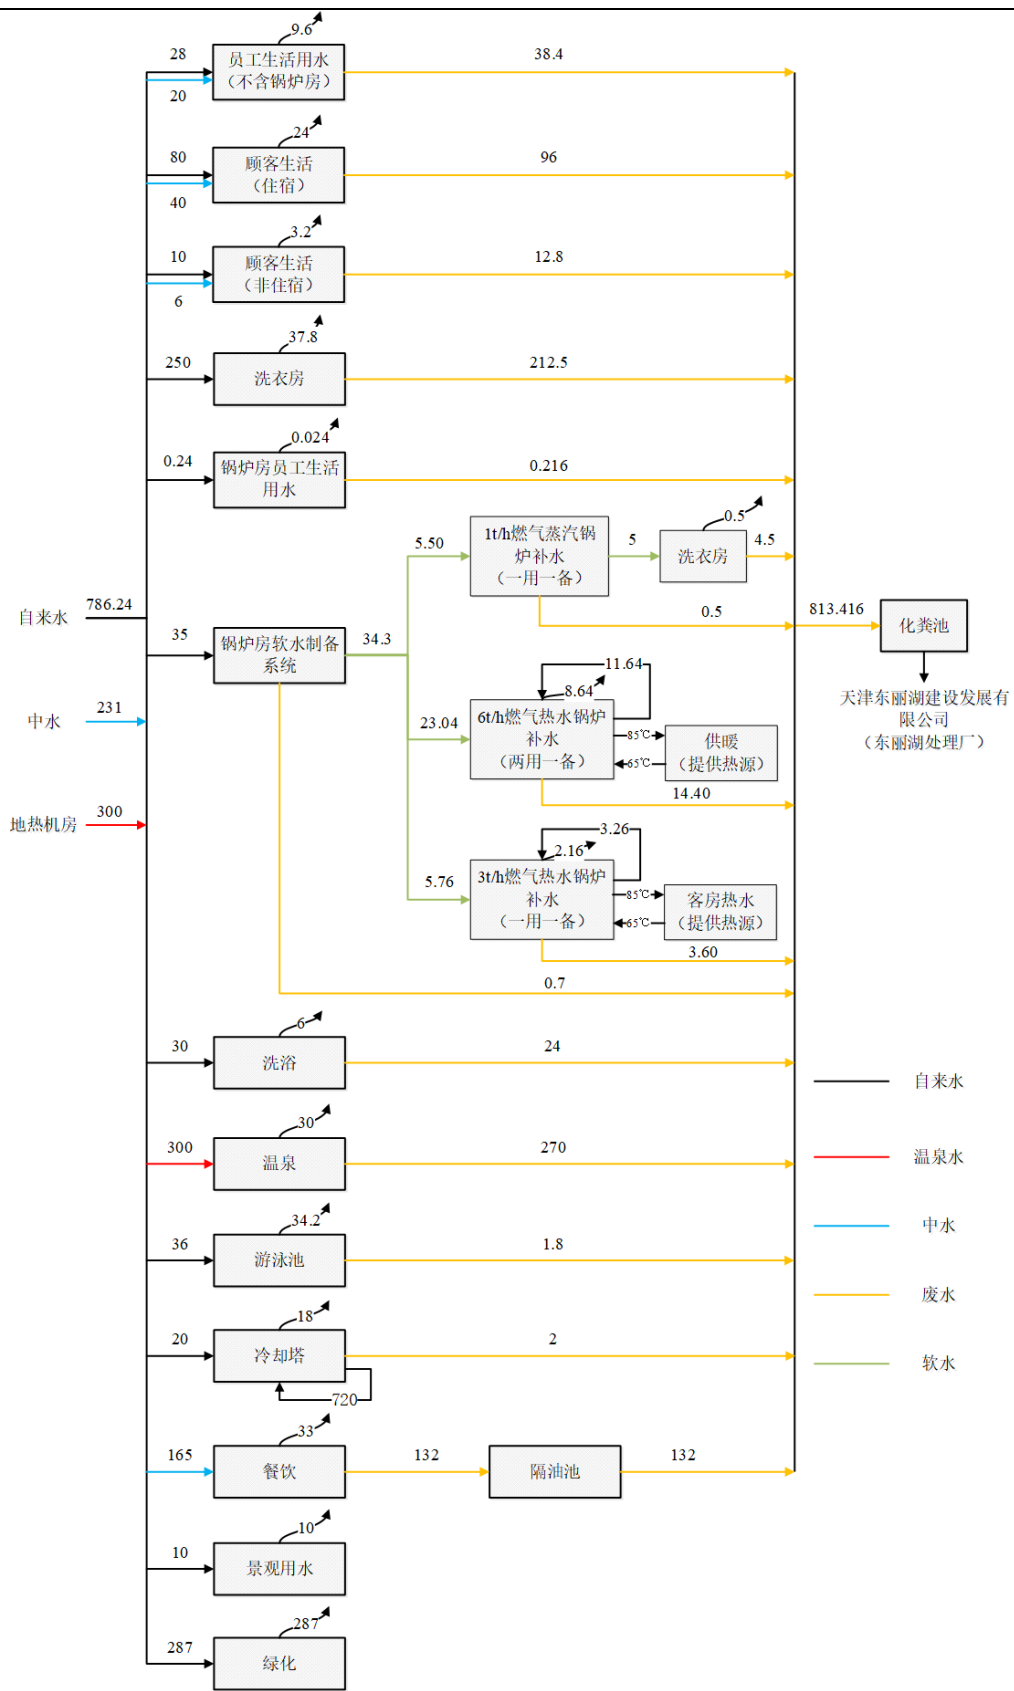 9.6
28
员工生活用水
（不含锅炉房）
38.4
20
24
80
顾客生活
（住宿）
96
40
3.2
10
顾客生活
（非住宿）
12.8
6
37.8
250
洗衣房
212.5
0.024
0.24
锅炉房员工生活
用水
0.216
5.50
1t/h燃气蒸汽锅
炉补水
（一用一备）
5
0.5
洗衣房
4.5
0.5
自来水
786.24
35
锅炉房软水制备
系统
34.3
813.416
化粪池
天津东丽湖建设发展有
限公司
（东丽湖处理厂）
中水
231
11.64
8.64
23.04
6t/h燃气热水锅炉
补水
（两用一备）
85℃
65℃
供暖
（提供热源）
14.40
地热机房
300
3.26
2.16
5.76
3t/h燃气热水锅炉
补水
（一用一备）
85℃
65℃
客房热水
（提供热源）
3.60
0.7
6
30
洗浴
24
自来水
30
300
温泉
270
温泉水
34.2
36
游泳池
1.8
中水
18
20
冷却塔
2
720
废水
软水
33
165
餐饮
132
隔油池
132
10
10
景观用水
287
287
绿化